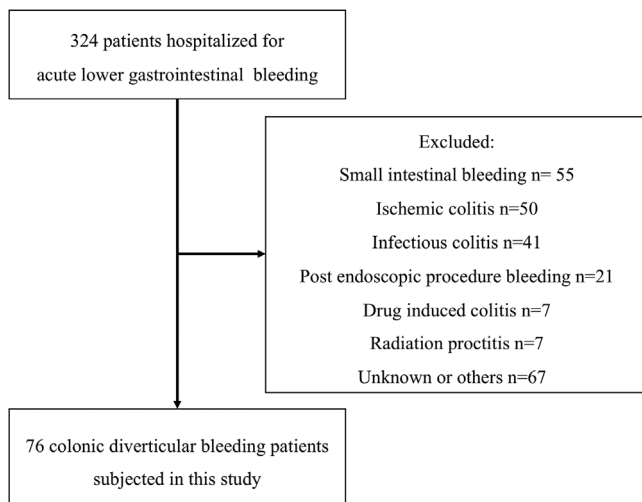 324 patients hospitalized for
acute lower gastrointestinal bleeding
Excluded:
Small intestinal bleeding n= 55
Ischemic colitis n=50
Infectious colitis n=41
Post endoscopic procedure bleeding n=21
Drug induced colitis n=7
Radiation proctitis n=7
Unknown or others n=67
76 colonic diverticular bleeding patients
subjected in this study